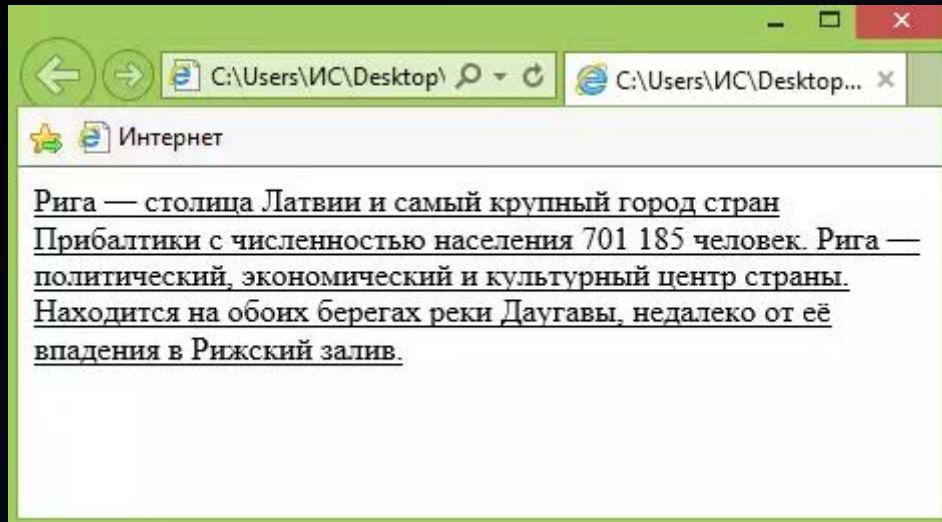 C:\Users\ИС\Desktop\
C:\Users\ИС\Desktop...
Интернет
Рига — столица Латвии и самый крупный город стран
Прибалтики с численностью населения 701 185 человек. Рига —
политический, экономический и культурный центр страны.
Находится на обоих берегах реки Даугавы, недалеко от её
впадения в Рижский залив.